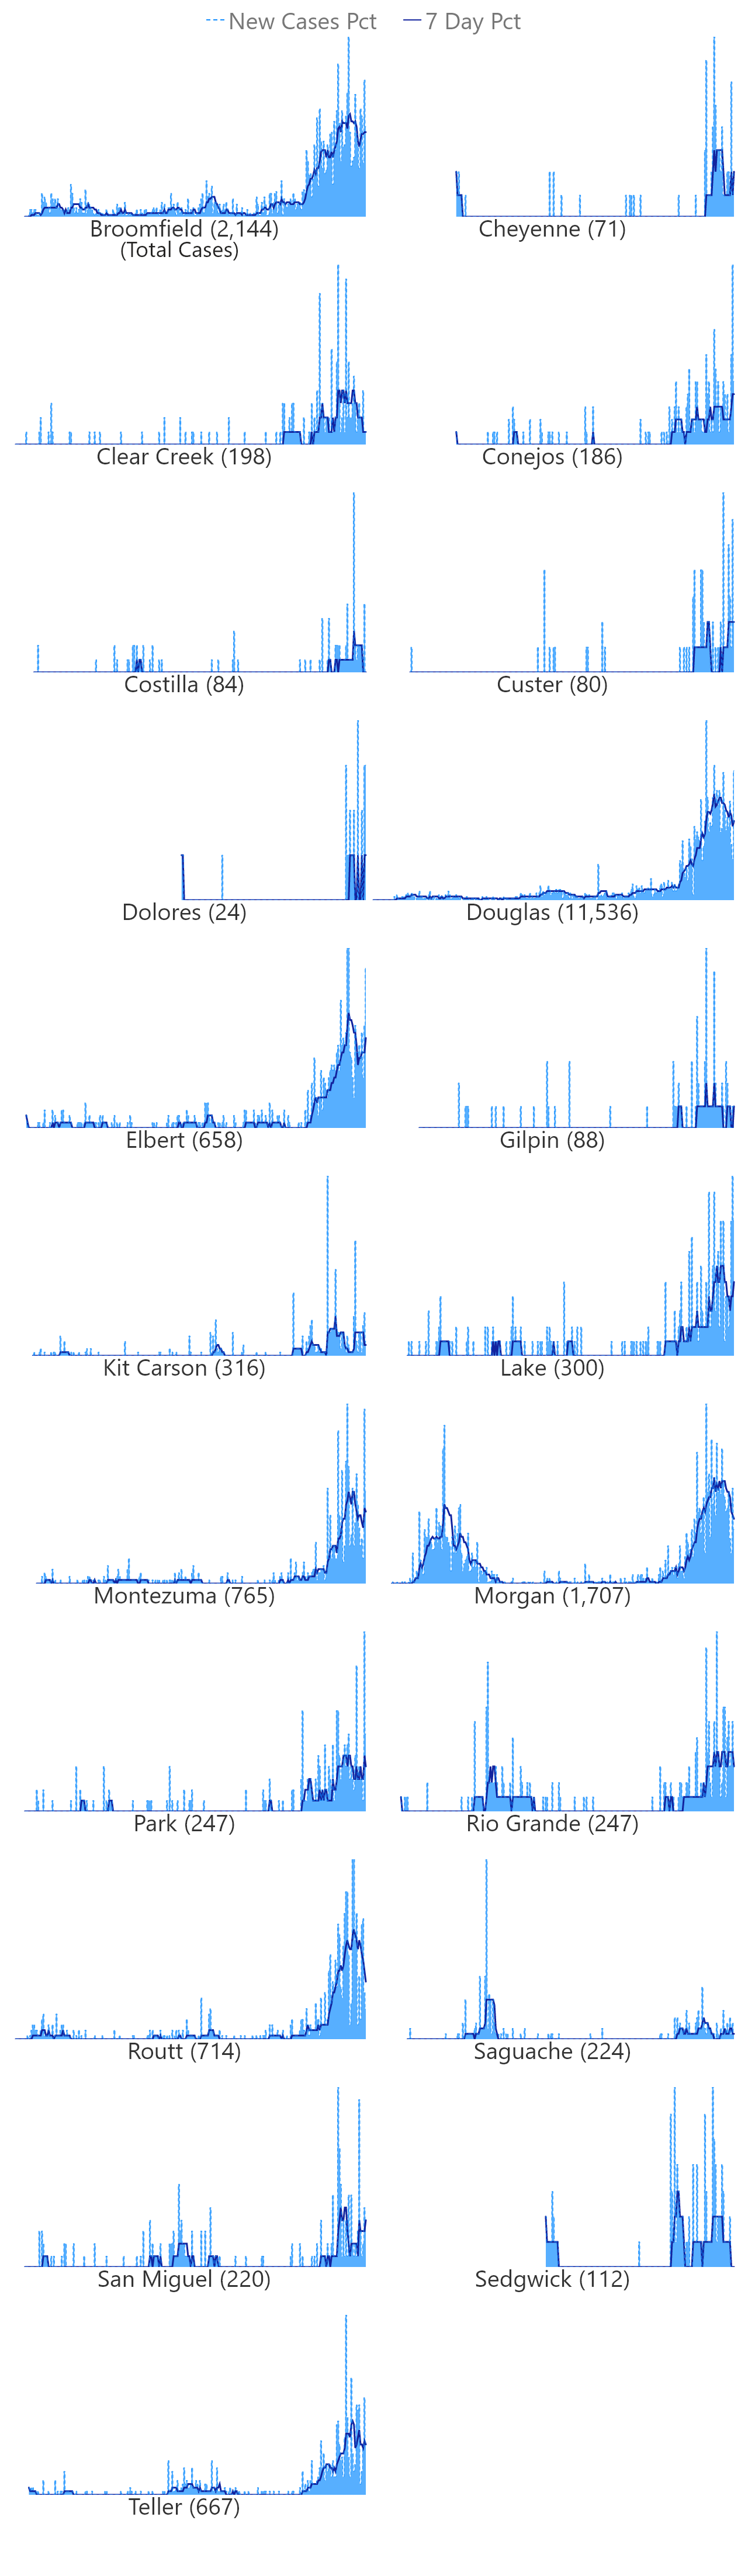 New Cases Pct 7 Day Pct
Broomfield (2,144)
(Total Cases)
Cheyenne (71)
Clear Creek (198)
Conejos (186)
Costilla (84)
Custer (80)
Dolores (24)
Douglas (11,536)
Elbert (658)
Gilpin (88)
Kit Carson (316)
Lake (300)
Montezuma (765)
Morgan (1,707)
Park (247)
Rio Grande (247)
Routt (714)
Saguache (224)
San Miguel (220)
Sedgwick (112)
Teller (667)